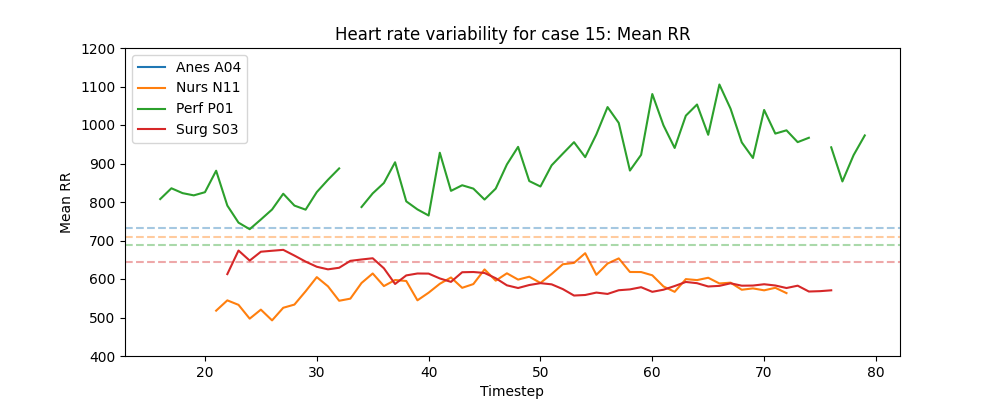 Heart rate variability for case 15: Mean RR
1200
1100
1000
900
800
700
600
500
400
Mean RR
Anes A04
Nurs N11
Perf P01
Surg S03
20 30 40 50 60 70 80
Timestep